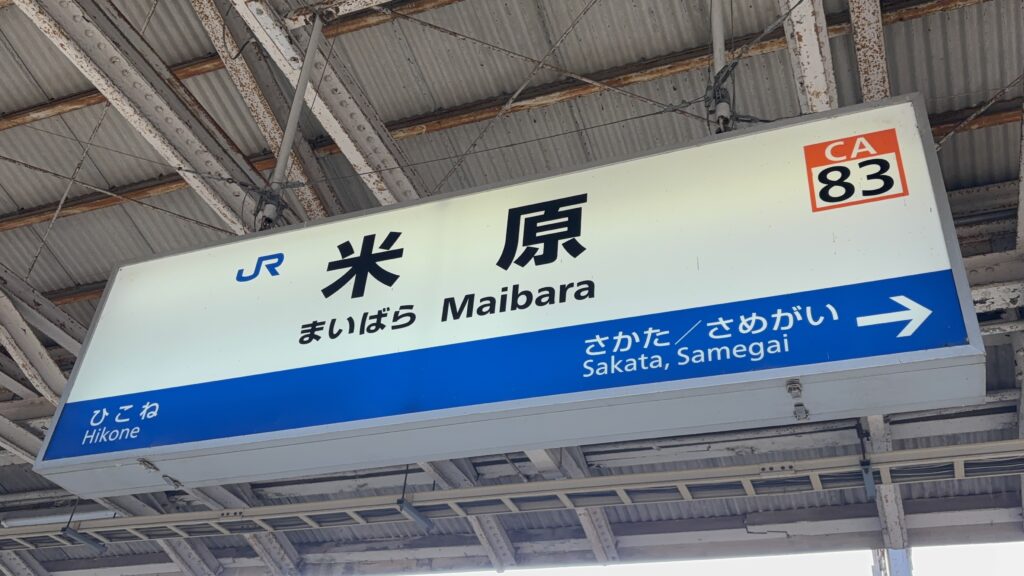 JR 米原
まいばら Maibara
CA
83
ひこね
Hikone
さかた／さめがい →
Sakata, Samegai